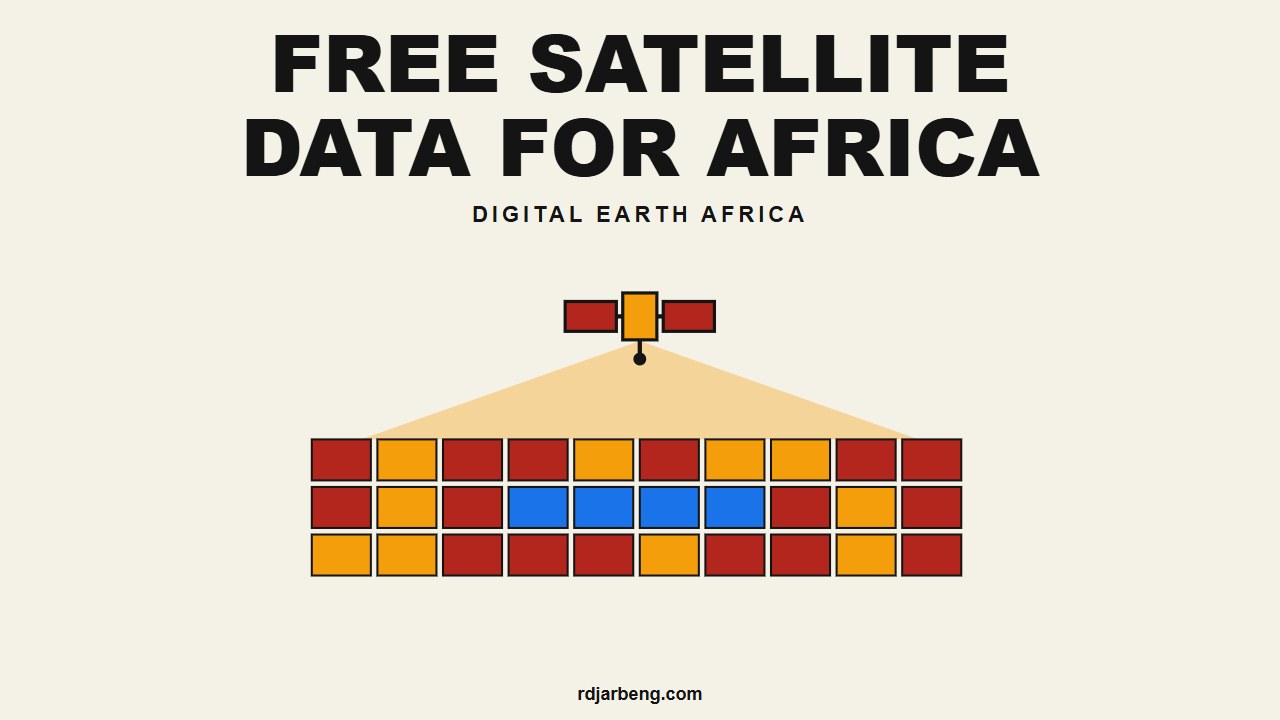 FREE SATELLITE
DATA FOR AFRICA
DIGITAL EARTH AFRICA
rdjarbeng.com